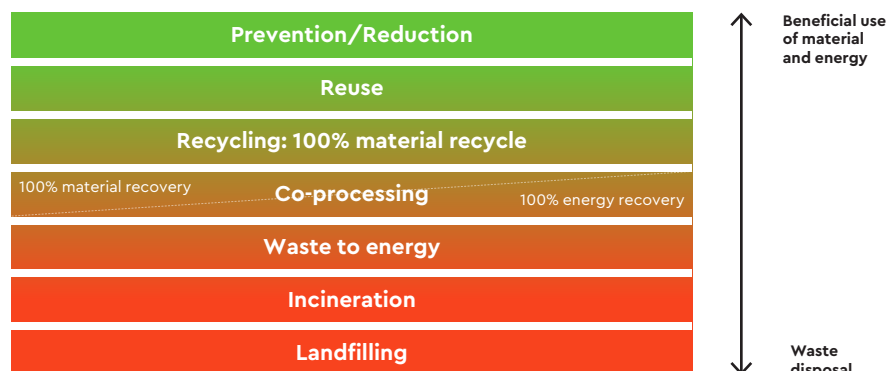 Prevention/Reduction
Reuse
Recycling: 100% material recycle
100% material recovery
Co-processing
100% energy recovery
Waste to energy
Incineration
Landfilling
Beneficial use
of material
and energy
Waste
disposal